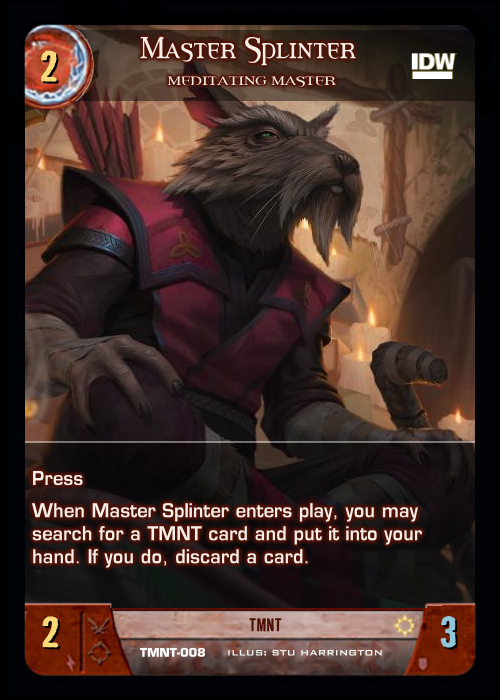 2
MASTER SPLINTER
MEDITATING MASTER
IDW
Press
When Master Splinter enters play, you may
search for a TMNT card and put it into your
hand. If you do, discard a card.
2
TMNT
3
TMNT-008 ILLUS: STU HARRINGTON